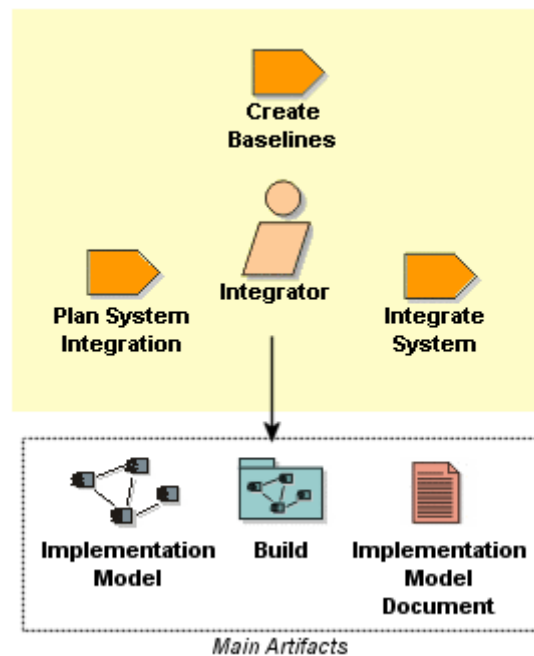 Create
Baselines
Integrator
Plan System
Integration
Integrate
System
Implementation
Model
Build
Implementation
Model
Document
Main Artifacts